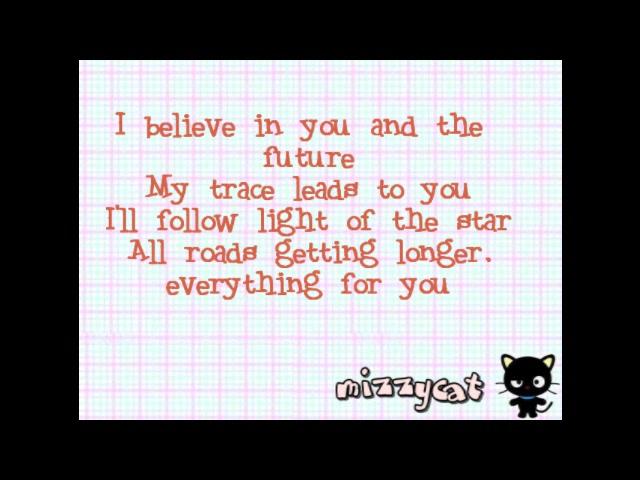 I believe in you and the
future
My trace leads to you
I'll follow light of the star
All roads getting longer.
everything for you
mizzycat